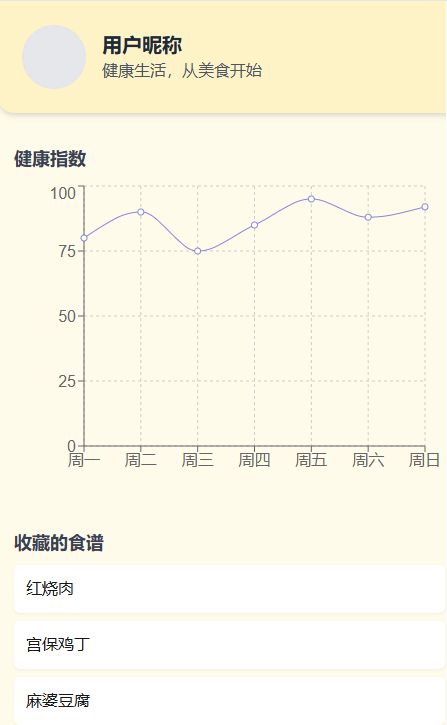 用户昵称
健康生活，从美食开始
健康指数
100
75
50
25
0
周一 周二 周三 周四 周五 周六 周日
收藏的食谱
红烧肉
宫保鸡丁
麻婆豆腐